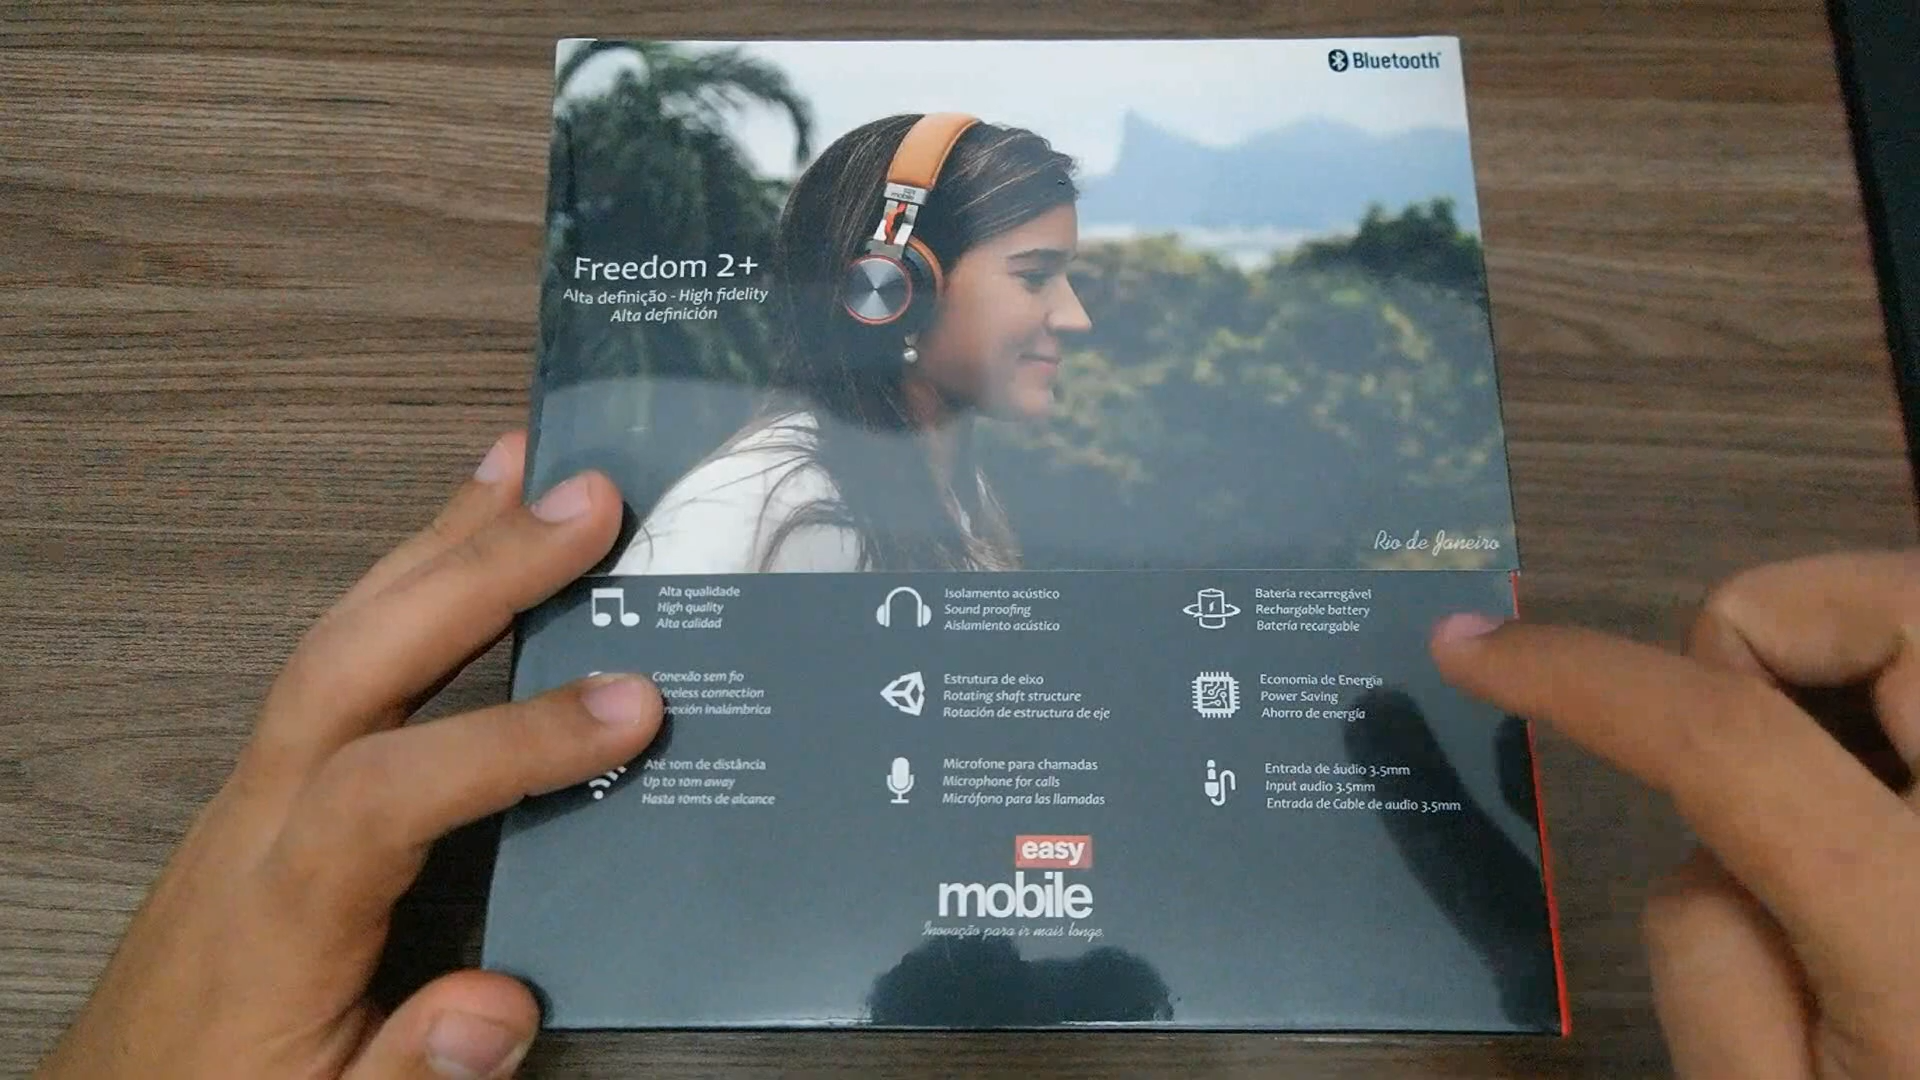 Bluetooth
Freedom 2+
Alta definição - High fidelity
Alta definición
Rio de Janeiro
Alta qualidade
High quality
Alta calidad
Isolamento acústico
Sound proofing
Aislamiento acústico
Bateria recarregável
Rechargable battery
Batería recargable
Conexão sem fio
Wireless connection
Conexión inalámbrica
Estrutura de eixo
Rotating shaft structure
Rotación de estructura de eje
Economia de Energia
Power Saving
Ahorro de energía
Até 10m de distância
Up to 10m away
Hasta 10mts de alcance
Microfone para chamadas
Microphone for calls
Micrófono para las llamadas
Entrada de áudio 3.5mm
Input audio 3.5mm
Entrada de Cable de audio 3.5mm
easy
mobile
Inovação para ir mais longe.